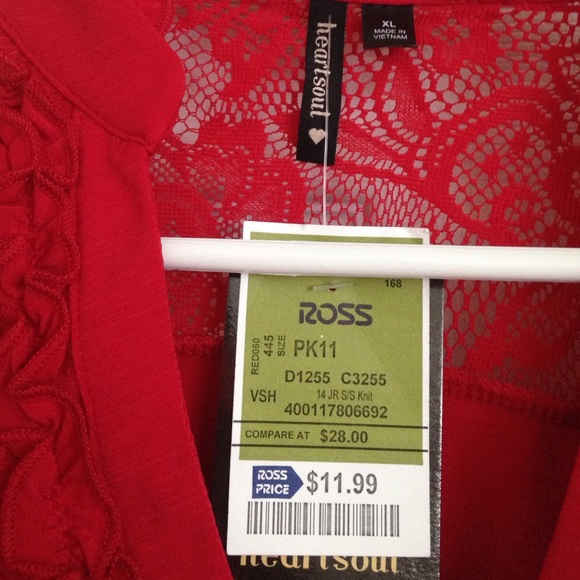 heartsoul
XL
MADE IN
VIETNAM
168
ROSS
RED060
445
SIZE
PK11
D1255 C3255
VSH
14 JR S/S Knit
400117806692
COMPARE AT $28.00
ROSS
PRICE
$11.99
heartsoul